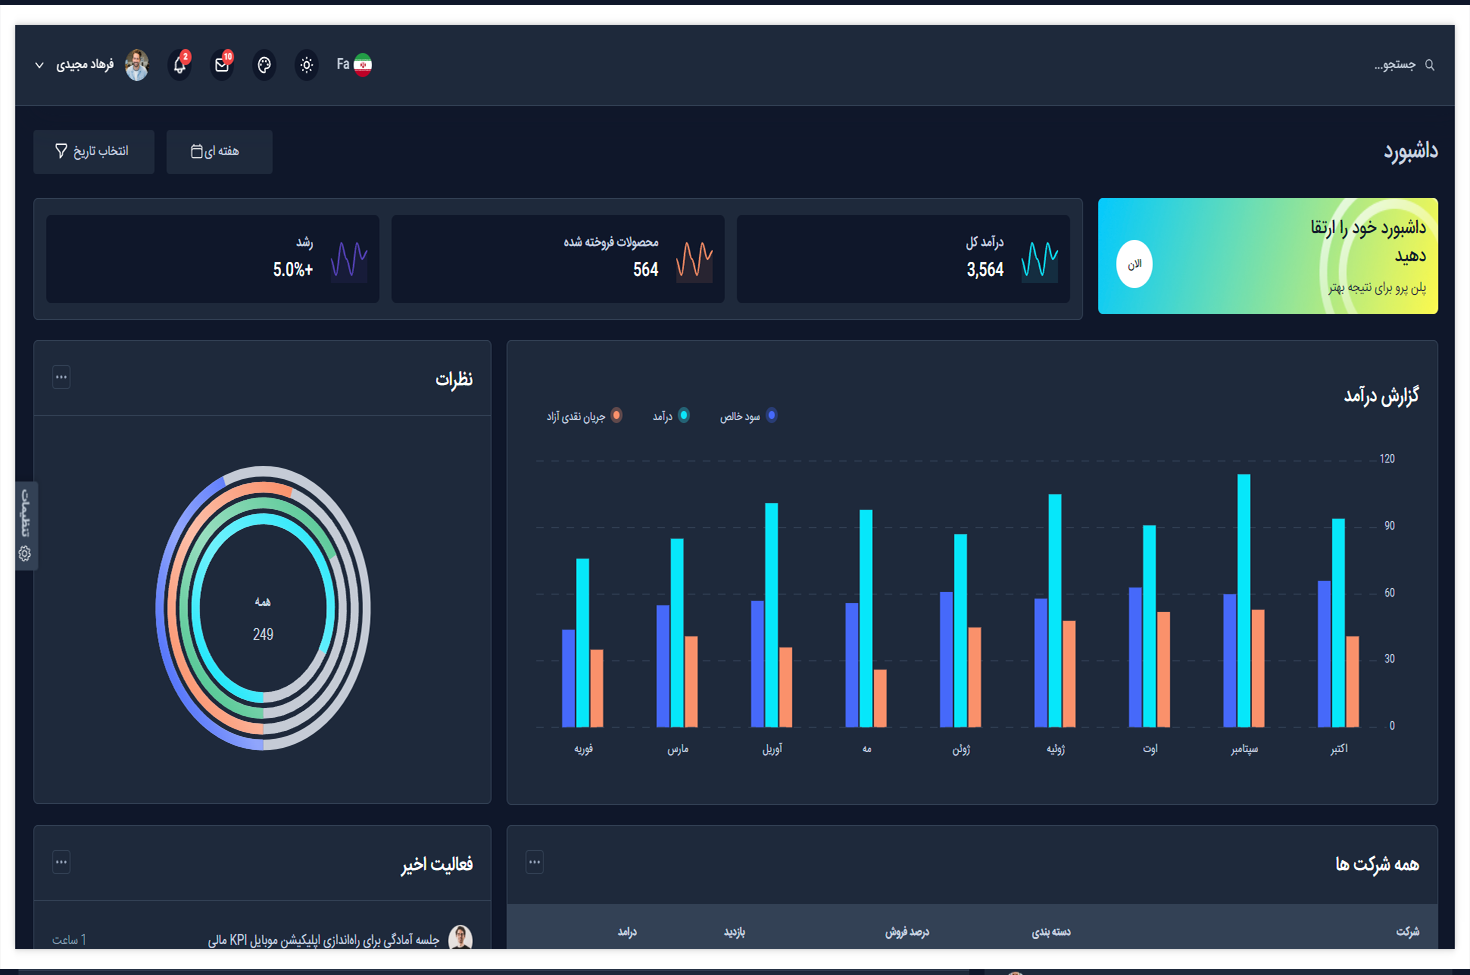 جستجو...
Fa
10
2
فرهاد مجیدی
داشبورد
هفته ای
انتخاب تاریخ
داشبورد خود را ارتقا
دهید
پلن پرو برای نتیجه بهتر
الان
درآمد کل
3,564
محصولات فروخته شده
564
رشد
5.0%+
گزارش درآمد
سود خالص
درآمد
جریان نقدی آزاد
120
90
60
30
0
اکتبر
سپتامبر
اوت
ژوئیه
ژوئن
مه
آوریل
مارس
فوریه
نظرات
همه
249
تنظیمات
همه شرکت ها
شرکت
دسته بندی
درصد فروش
بازدید
درامد
فعالیت اخیر
جلسه آمادگی برای راه‌اندازی اپلیکیشن موبایل KPI مالی
1 ساعت